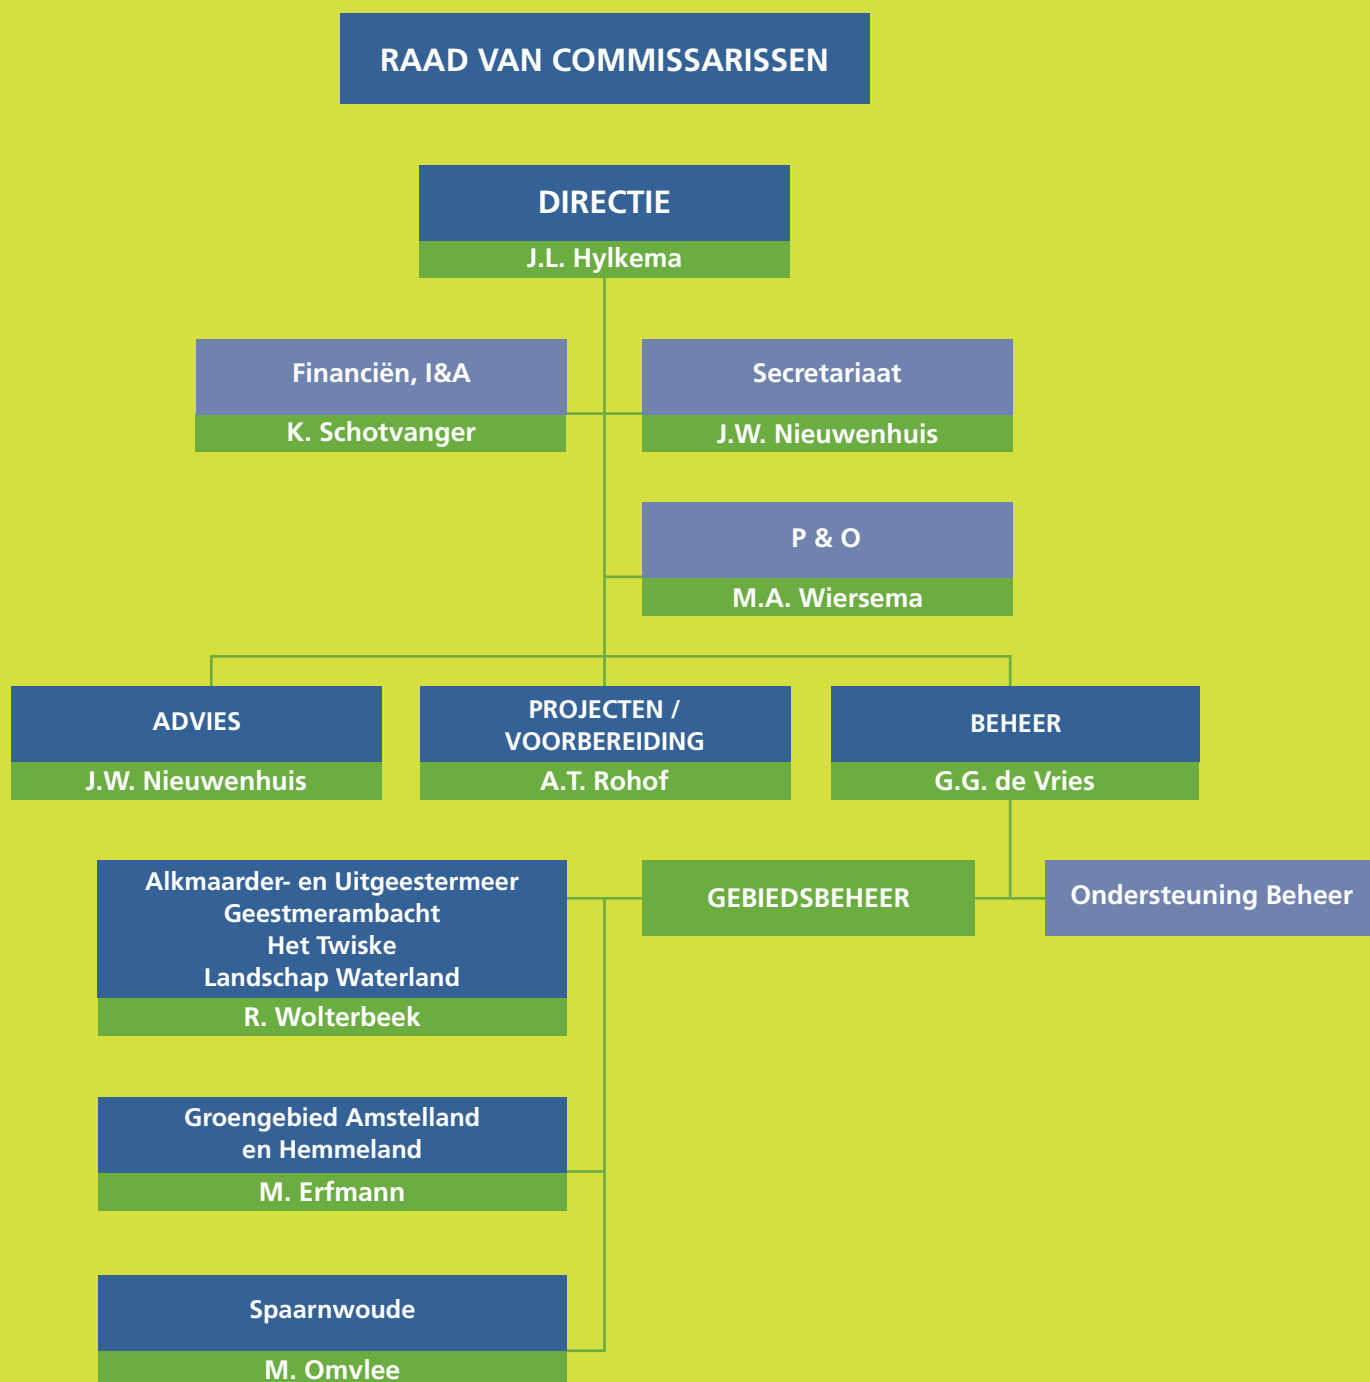 RAAD VAN COMMISSARISSEN
DIRECTIE
J.L. Hylkema
Financiën, I&A
K. Schotvanger
Secretariaat
J.W. Nieuwenhuis
P & O
M.A. Wiersema
ADVIES
J.W. Nieuwenhuis
PROJECTEN /
VOORBEREIDING
A.T. Rohof
BEHEER
G.G. de Vries
Alkmaarder- en Uitgeestermeer
Geestmerambacht
Het Twiske
Landschap Waterland
R. Wolterbeek
GEBIEDSBEHEER
Ondersteuning Beheer
Groengebied Amstelland
en Hemmeland
M. Erfmann
Spaarnwoude
M. Omvlee